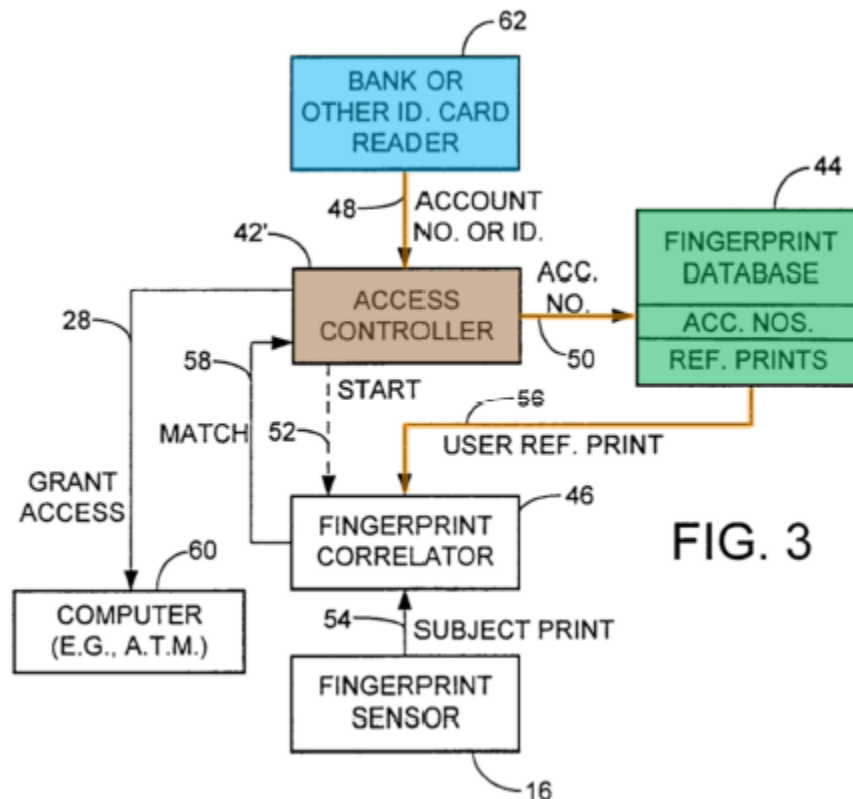 62
BANK OR
OTHER ID. CARD
READER
48
ACCOUNT
NO. OR ID.
44
42'
FINGERPRINT
DATABASE
ACC. NOS.
REF. PRINTS
ACCESS
CONTROLLER
ACC.
NO.
50
28
58
START
MATCH
52
56
USER REF. PRINT
GRANT
ACCESS
46
FINGERPRINT
CORRELATOR
FIG. 3
60
COMPUTER
(E.G., A.T.M.)
54
SUBJECT PRINT
FINGERPRINT
SENSOR
16